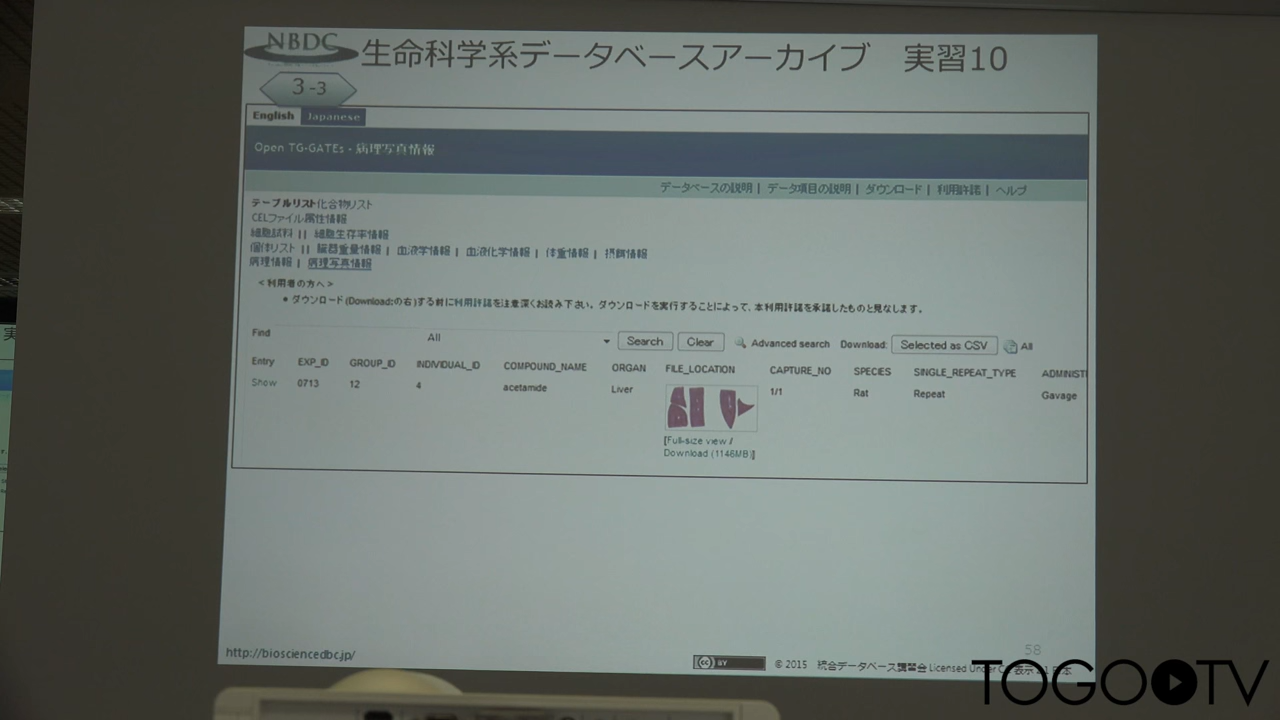 NBDC
生命科学系データベースアーカイブ 実習10
3-3
English Japanese
Open TG-GATEs - 病理写真情報
データベースの説明 | データ項目の説明 | ダウンロード | 利用許諾 | ヘルプ
テーブルリスト化合物リスト
CELファイル属性情報
細胞試料 || 細胞生存率情報
個体リスト || 臓器重量情報 | 血液学情報 | 血液化学情報 | 体重情報 | 摂餌情報
病理情報 | 病理写真情報
<利用者の方へ>
• ダウンロード(Download:の右)する前に利用許諾を注意深くお読み下さい。ダウンロードを実行することによって、本利用許諾を承諾したものと見なします。
Find All Search Clear Advanced search Download: Selected as CSV All
Entry EXP_ID GROUP_ID INDIVIDUAL_ID COMPOUND_NAME ORGAN FILE_LOCATION CAPTURE_NO SPECIES SINGLE_REPEAT_TYPE ADMINISTI
Show 0713 12 4 acetamide Liver 1/1 Rat Repeat Gavage
[Full-size view /
Download (1146MB)]
58
http://biosciencedbc.jp/
cc BY © 2015 統合データベース講習会 Licensed Under
TOGOTV